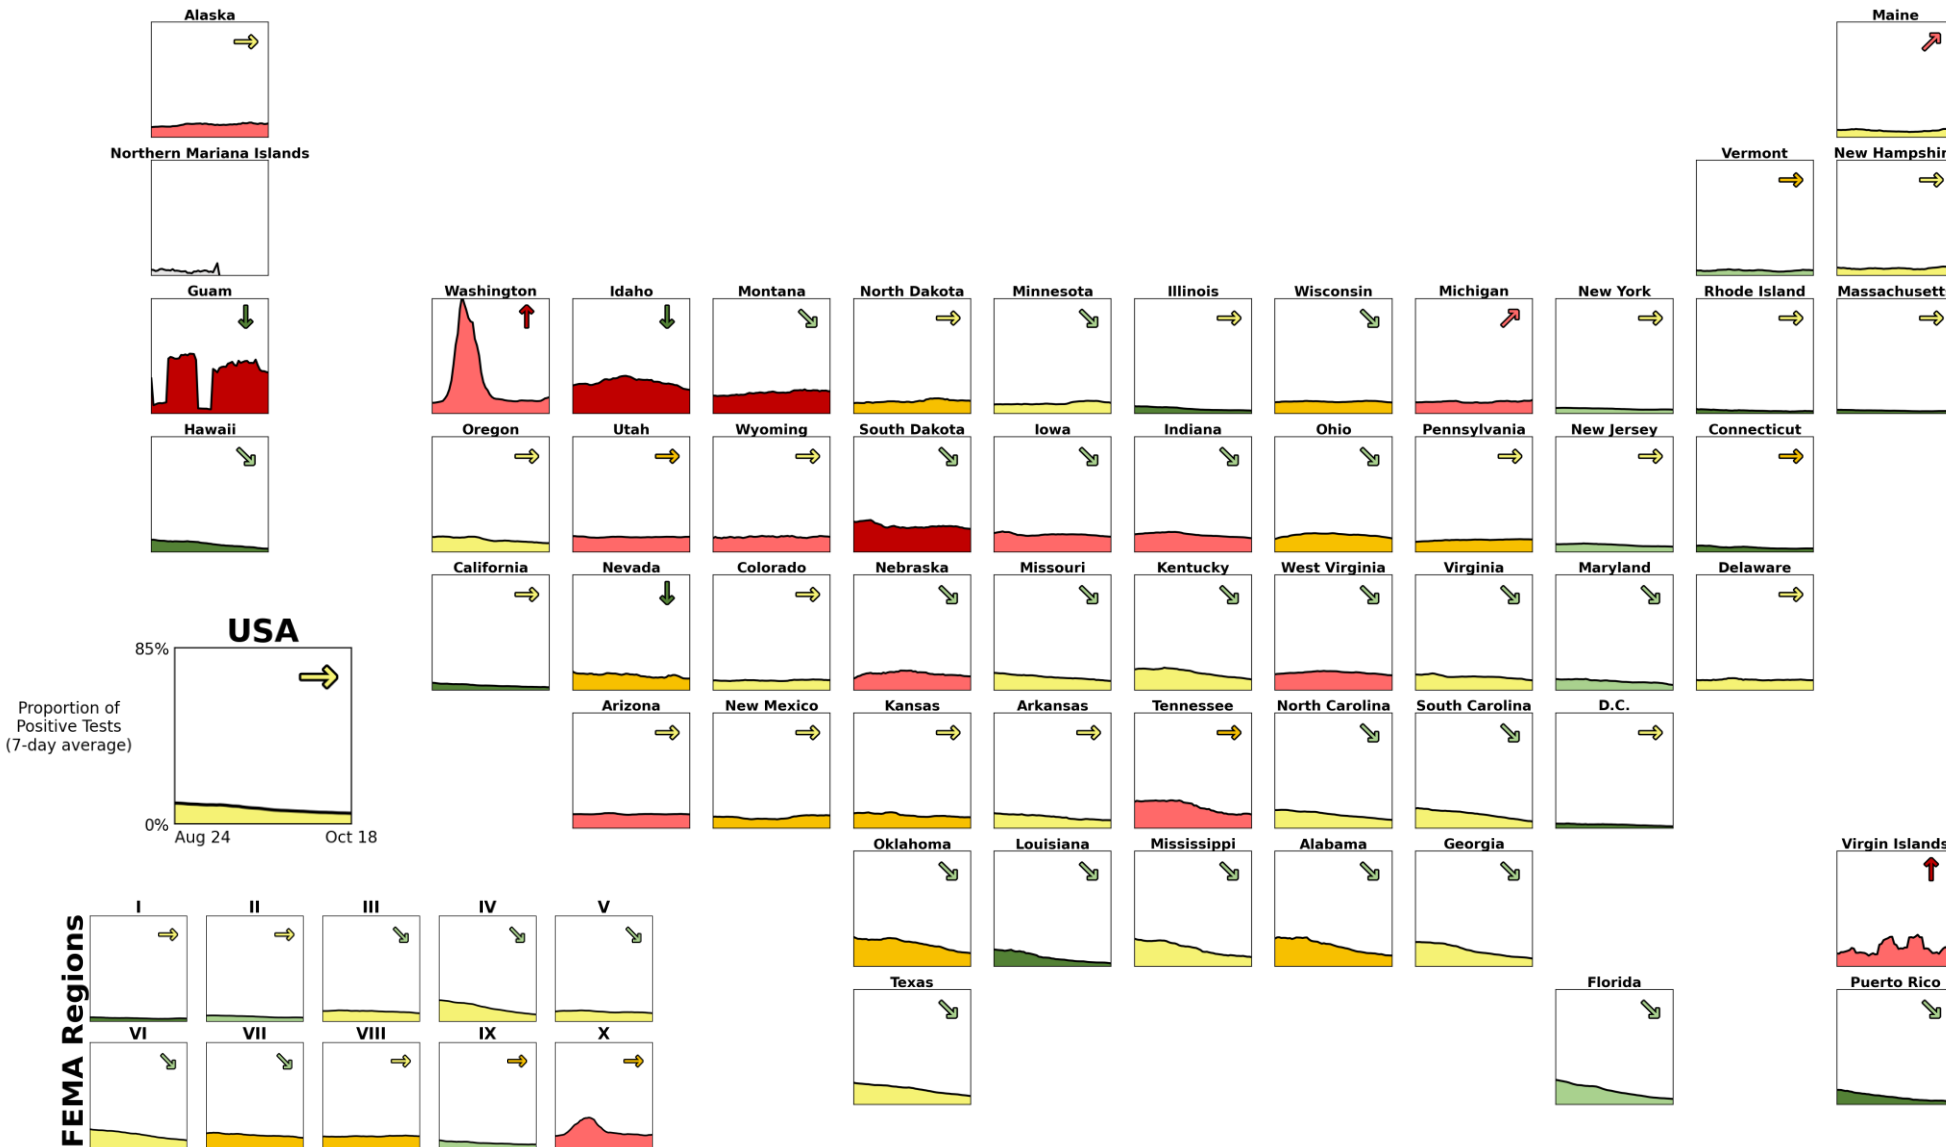 Alaska
Maine
Northern Mariana Islands
Vermont
New Hampshir
Guam
Washington
Idaho
Montana
North Dakota
Minnesota
Illinois
Wisconsin
Michigan
New York
Rhode Island
Massachusett
Hawaii
Oregon
Utah
Wyoming
South Dakota
Iowa
Indiana
Ohio
Pennsylvania
New Jersey
Connecticut
California
Nevada
Colorado
Nebraska
Missouri
Kentucky
West Virginia
Virginia
Maryland
Delaware
USA
85%
Proportion of
Positive Tests
(7-day average)
0%
Aug 24
Oct 18
Arizona
New Mexico
Kansas
Arkansas
Tennessee
North Carolina
South Carolina
D.C.
Oklahoma
Louisiana
Mississippi
Alabama
Georgia
Virgin Islands
Texas
Florida
Puerto Rico
FEMA Regions
I
II
III
IV
V
VI
VII
VIII
IX
X